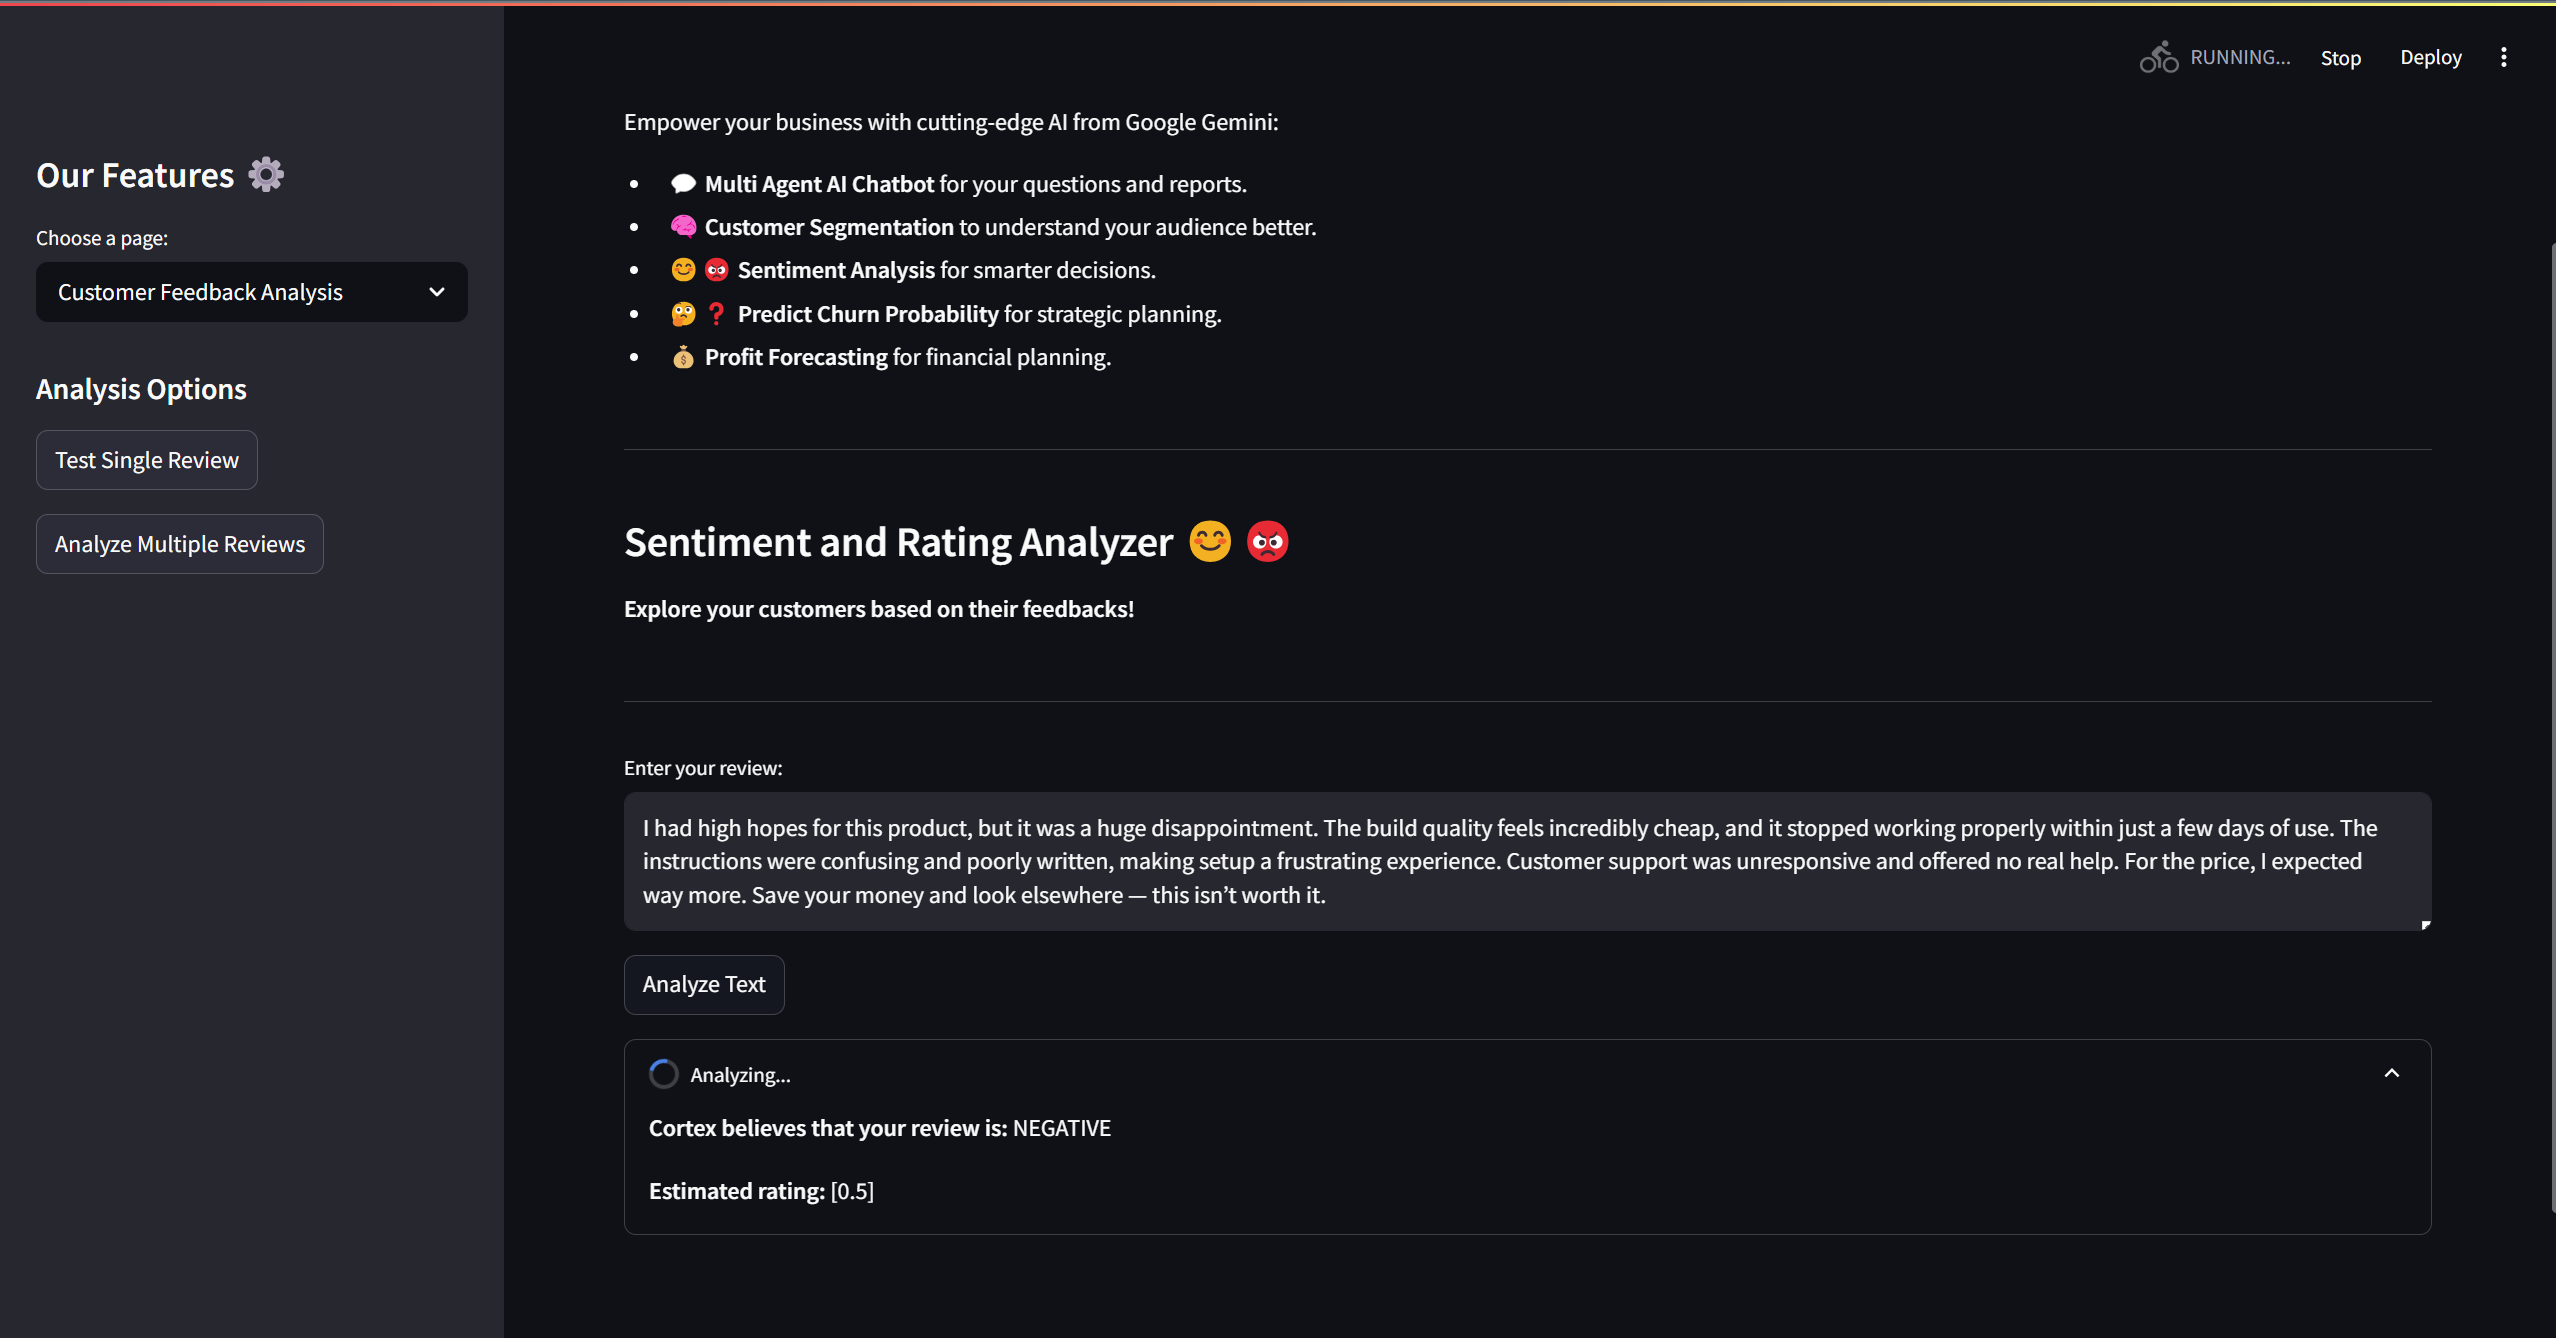 RUNNING...
Stop
Deploy
Our Features
Choose a page:
Customer Feedback Analysis
Analysis Options
Test Single Review
Analyze Multiple Reviews
Empower your business with cutting-edge AI from Google Gemini:
Multi Agent AI Chatbot for your questions and reports.
Customer Segmentation to understand your audience better.
Sentiment Analysis for smarter decisions.
Predict Churn Probability for strategic planning.
Profit Forecasting for financial planning.
Sentiment and Rating Analyzer
Explore your customers based on their feedbacks!
Enter your review:
I had high hopes for this product, but it was a huge disappointment. The build quality feels incredibly cheap, and it stopped working properly within just a few days of use. The
instructions were confusing and poorly written, making setup a frustrating experience. Customer support was unresponsive and offered no real help. For the price, I expected
way more. Save your money and look elsewhere — this isn’t worth it.
Analyze Text
Analyzing...
Cortex believes that your review is: NEGATIVE
Estimated rating: [0.5]